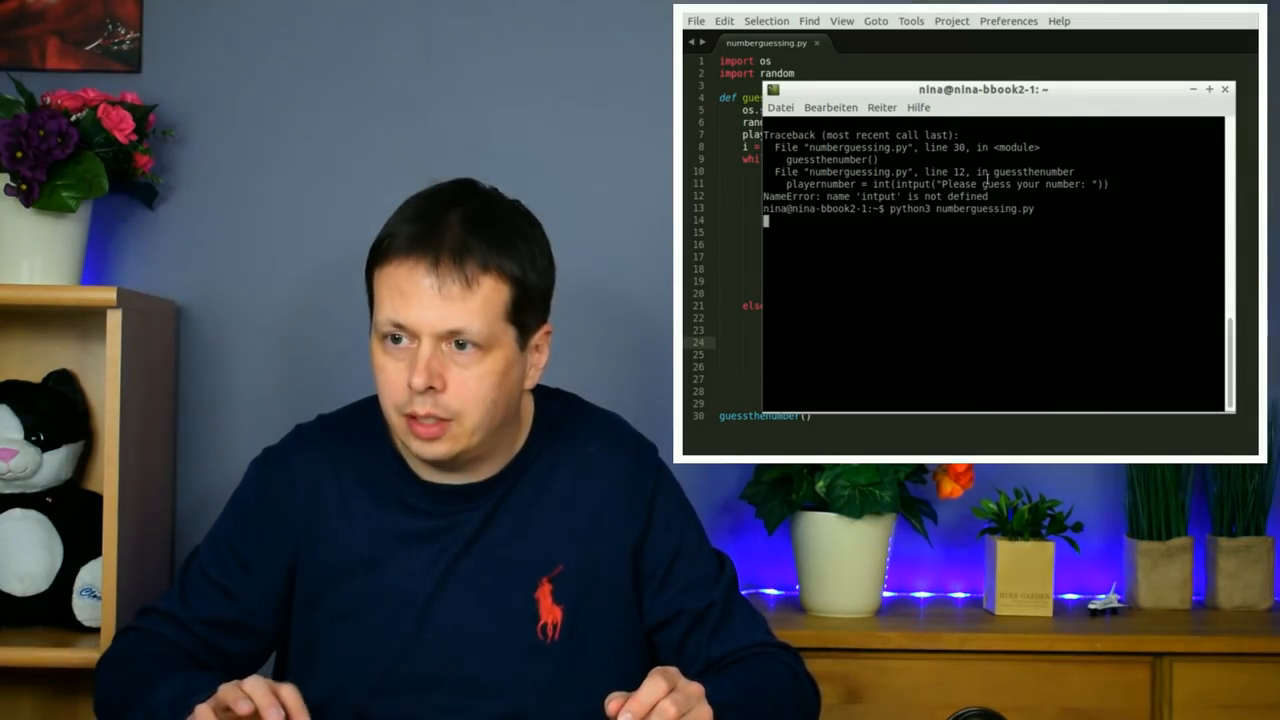 File Edit Selection Find View Goto Tools Project Preferences Help
numberguessing.py
1 import os
2 import random
3
4 def gues
5 os.
6 rand
7 play
8 i =
9 whi
10
11
12
13
14
15
16
17
18
19
20
21 else
22
23
24
25
26
27
28
29
30 guessthenumber()
nina@nina-bbook2-1: ~
Datei Bearbeiten Reiter Hilfe
Traceback (most recent call last):
File "numberguessing.py", line 30, in <module>
guessthenumber()
File "numberguessing.py", line 12, in guessthenumber
playernumber = int(intput("Please guess your number: "))
NameError: name 'intput' is not defined
nina@nina-bbook2-1:~$ python3 numberguessing.py
HERB GARDEN